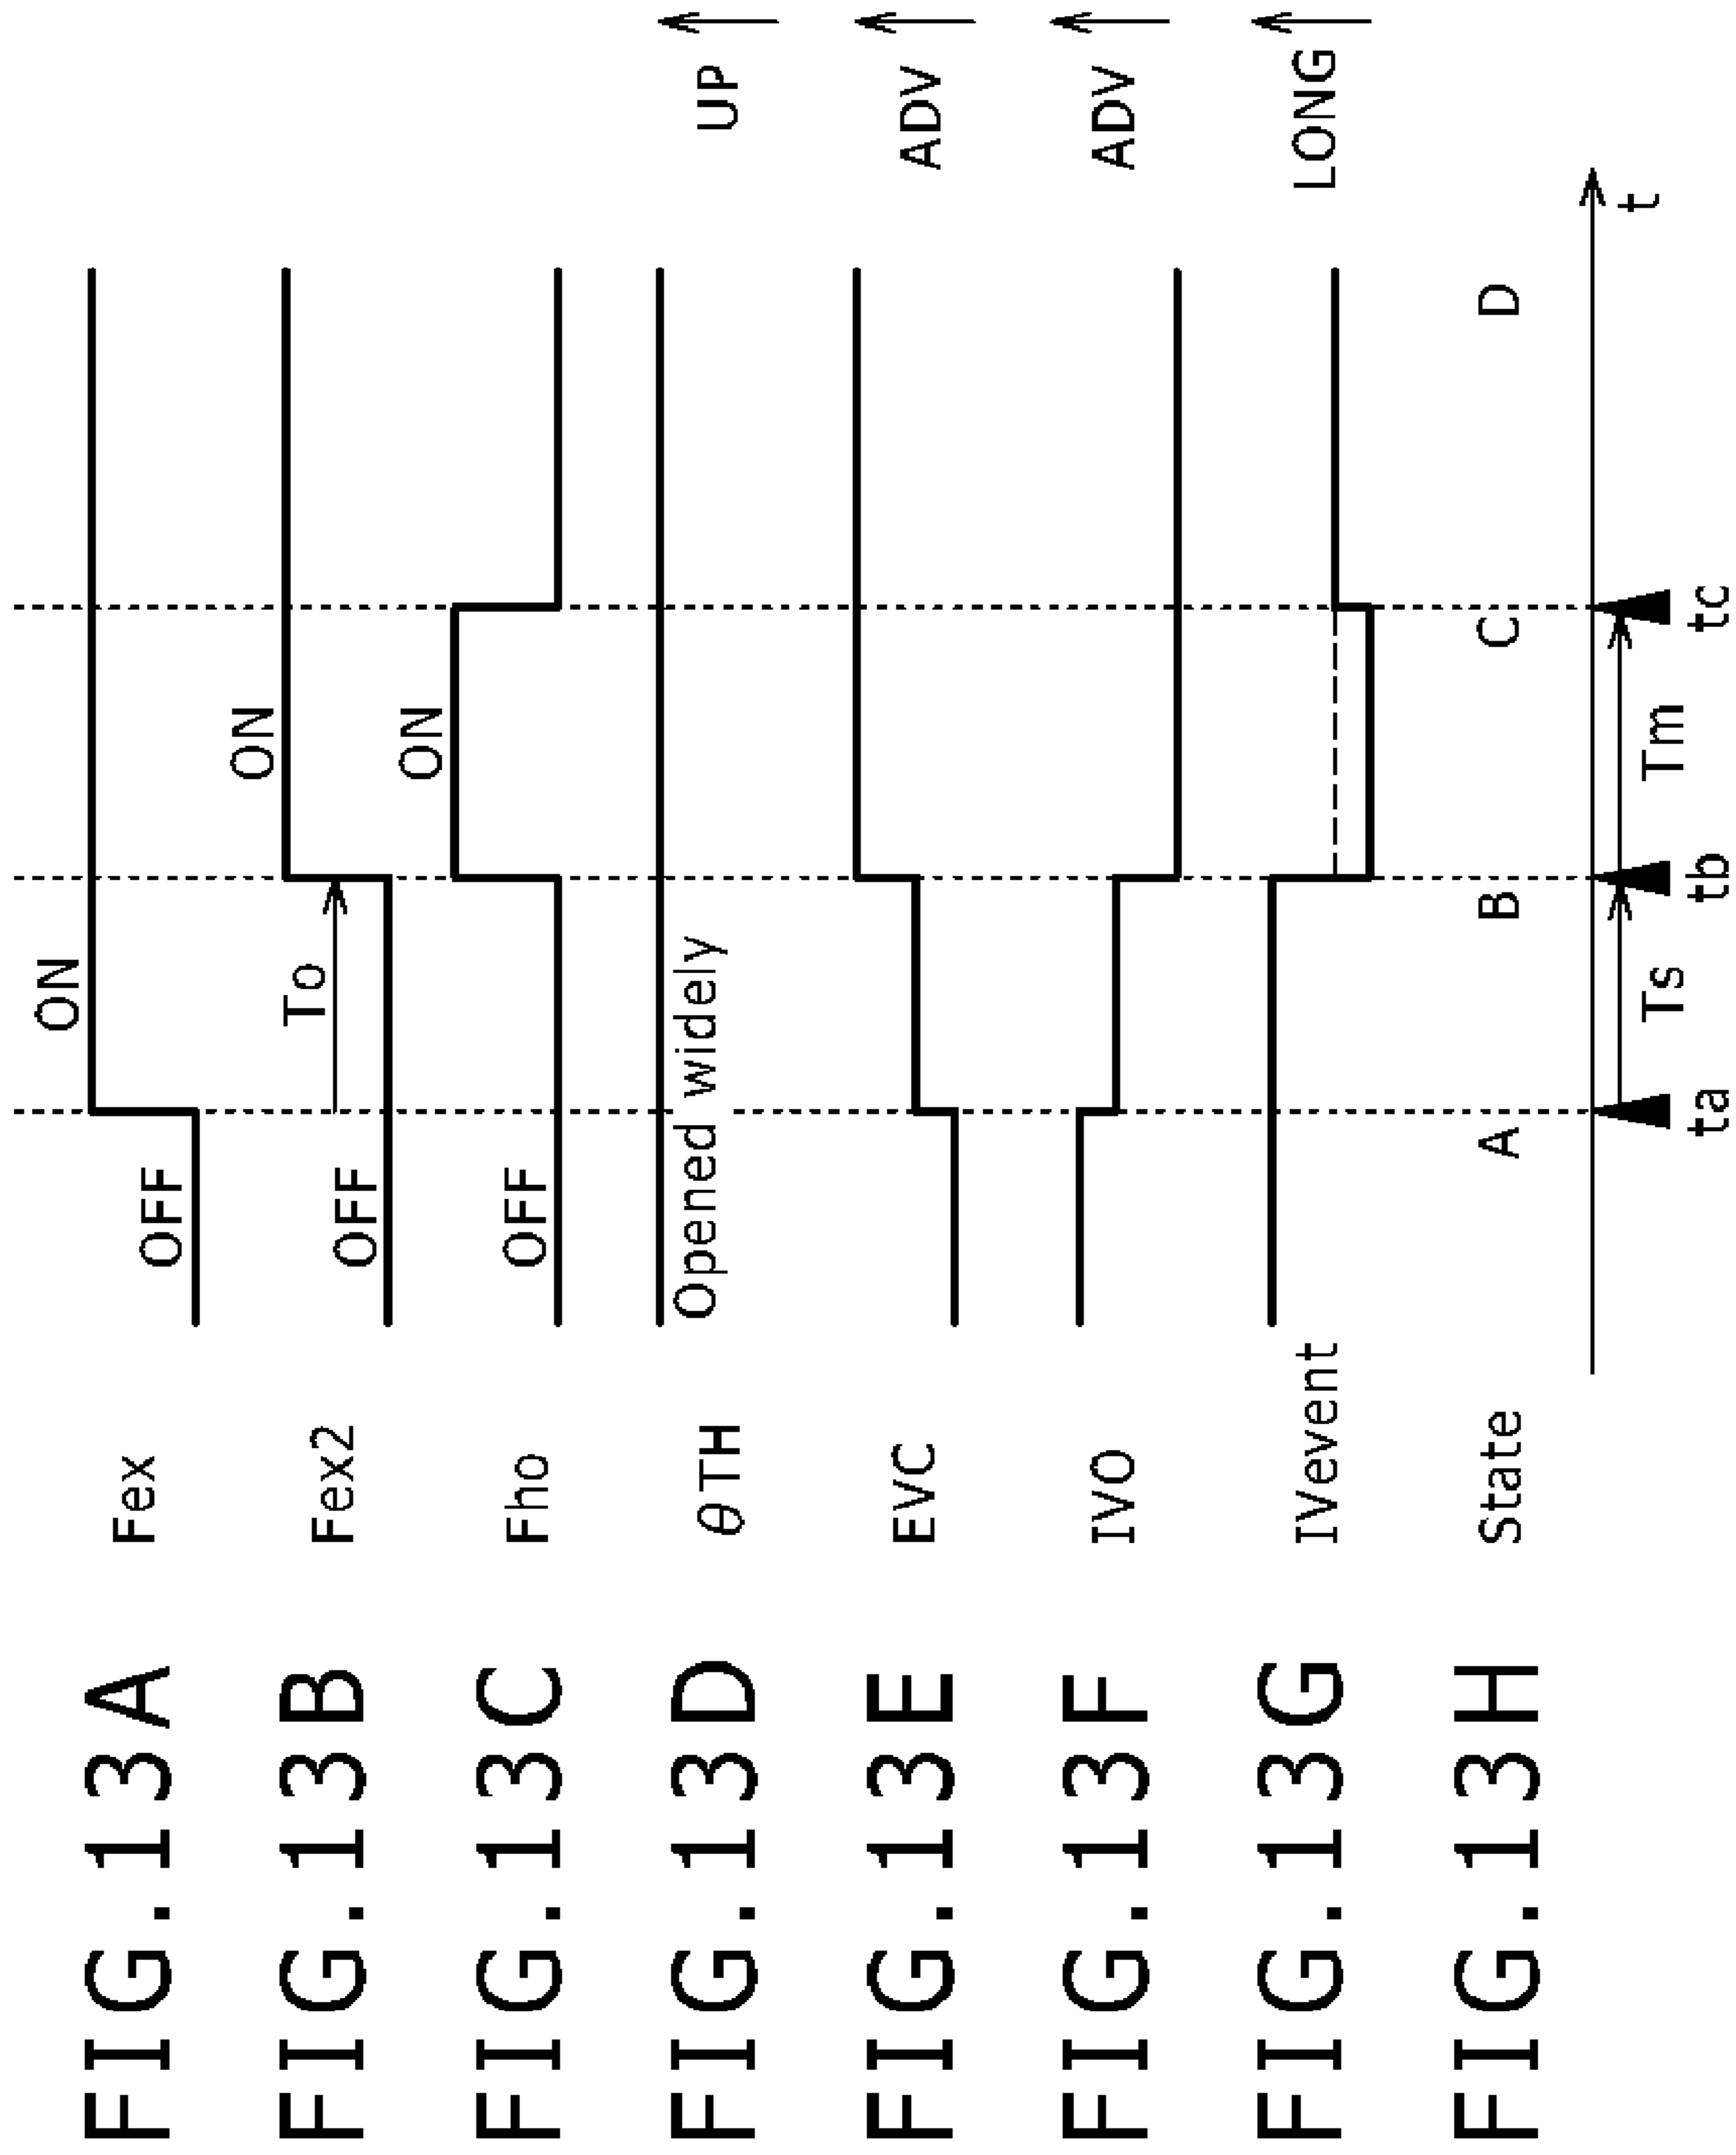 FIG.13A Fex OFF ON
FIG.13B Fex2 OFF To ON
FIG.13C Fho OFF ON
FIG.13D θTH Opened widely UP
FIG.13E EVC ADV
FIG.13F IVO ADV
FIG.13G IVevent LONG
FIG.13H State A B C D
t
Ts Tm
ta tb tc